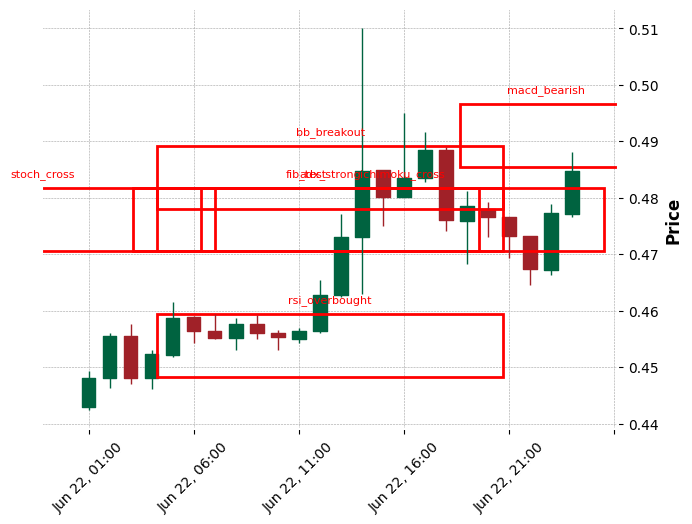 0.51
0.50
macd_bearish
0.49
bb_breakout
stoch_cross
0.48
Price
0.47
0.46
rsi_overbought
0.45
0.44
Jun 22, 01:00
Jun 22, 06:00
Jun 22, 11:00
Jun 22, 16:00
Jun 22, 21:00